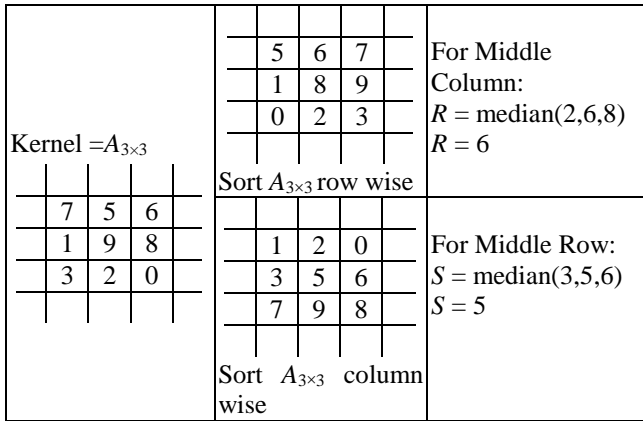 Kernel =A3×3
7 5 6
1 9 8
3 2 0
5 6 7
1 8 9
0 2 3
Sort A3×3 row wise
For Middle
Column:
R = median(2,6,8)
R = 6
1 2 0
3 5 6
7 9 8
Sort A3×3 column
wise
For Middle Row:
S = median(3,5,6)
S = 5